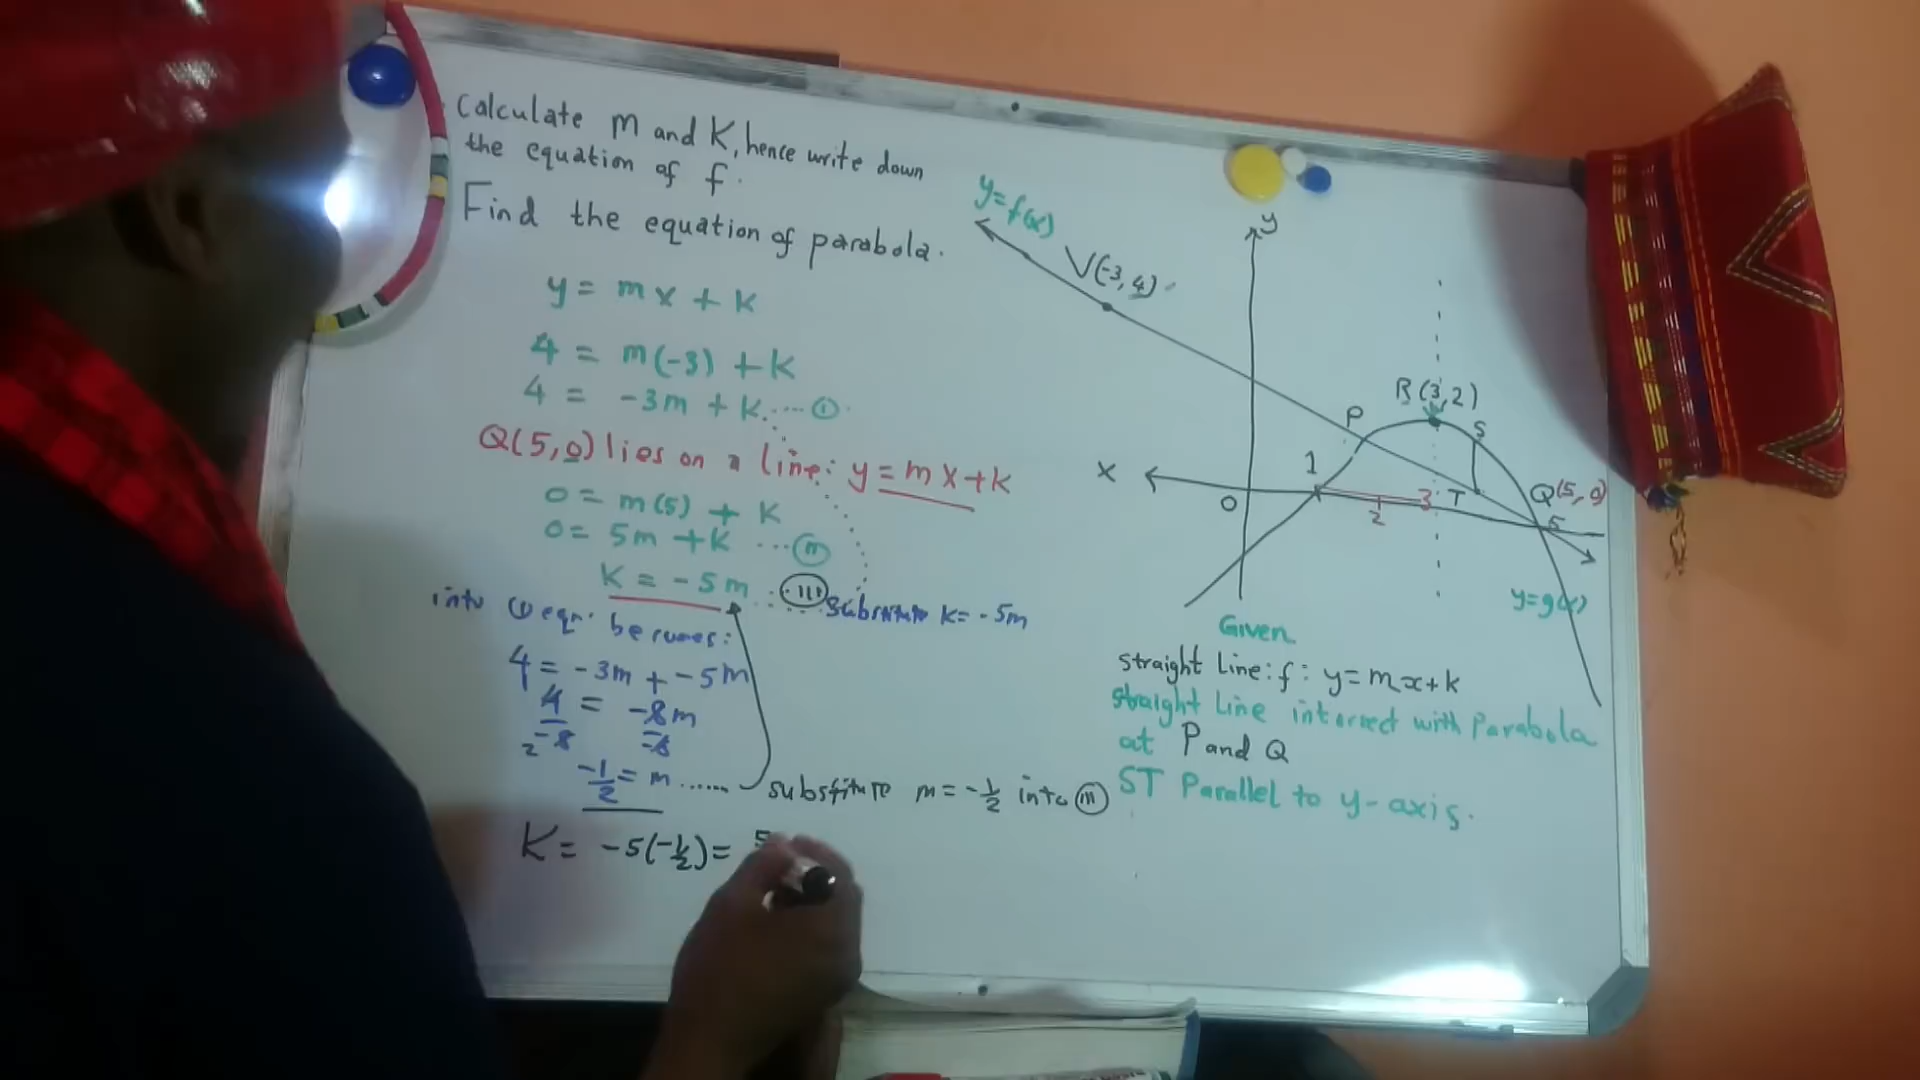 Calculate m and K, hence write down
the equation of f.
Find the equation of parabola.
y = mx + K
4 = m(-3) + K
4 = -3m + K ..... ①
Q(5,0) lies on a line: y = mx+k
0 = m(5) + K
0 = 5m + K ... ⑪
K = -5m ... (III) substitute K = -5m
into ① eqn. becomes:
4 = -3m + -5m
4 = -8m
2 -8 -8
-1/2 = m ...... substitute m = -1/2 into (III)
K = -5(-1/2) = 5
y=f(x)
V(-3,4)
y
R(3,2)
P
S
1
X
O
2
3
T
Q(5,0)
5
y=g(x)
Given
straight Line: f: y=mx+k
straight Line intersect with Parabola
at P and Q
ST Parallel to y-axis.